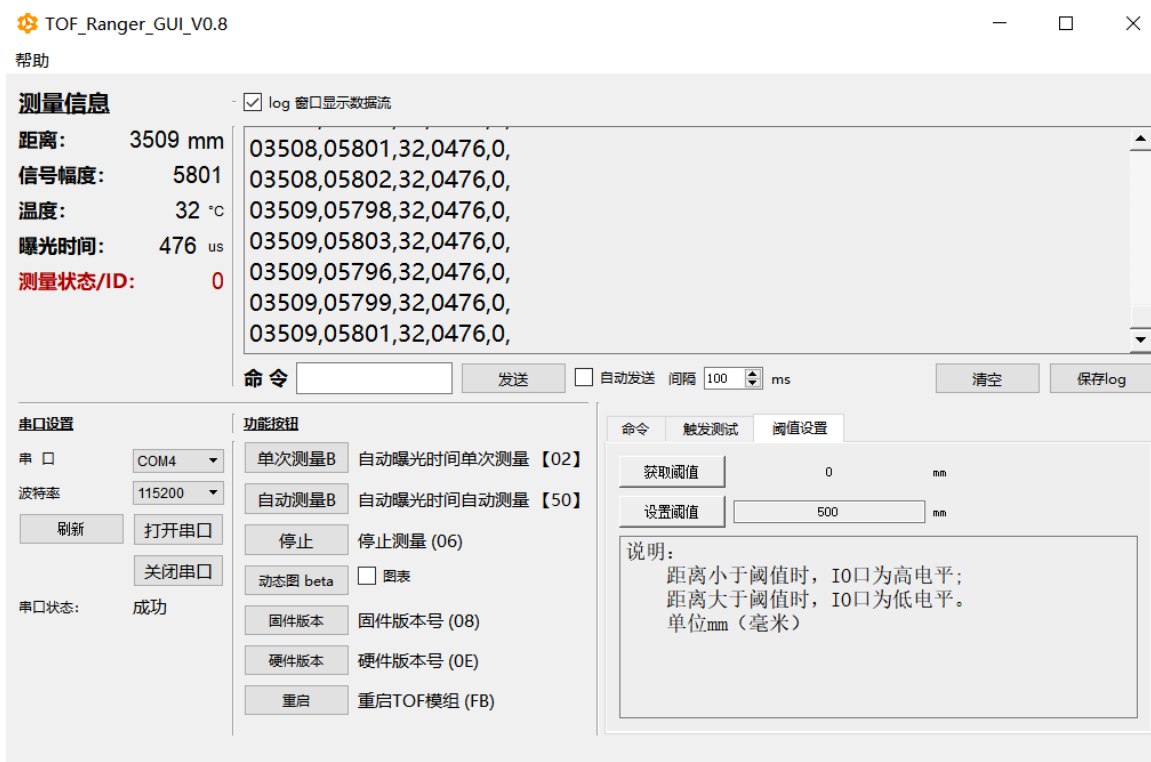 TOF_Ranger_GUI_V0.8
帮助
测量信息
距离: 3509 mm
信号幅度: 5801
温度: 32 °C
曝光时间: 476 us
测量状态/ID: 0
log 窗口显示数据流
03508,05801,32,0476,0,
03508,05802,32,0476,0,
03509,05798,32,0476,0,
03509,05803,32,0476,0,
03509,05796,32,0476,0,
03509,05799,32,0476,0,
03509,05801,32,0476,0,
命 令 发送 自动发送 间隔 100 ms 清空 保存log
串口设置
串 口 COM4
波特率 115200
刷新 打开串口
关闭串口
串口状态: 成功
功能按钮
单次测量B 自动曝光时间单次测量 【02】
自动测量B 自动曝光时间自动测量 【50】
停止 停止测量 (06)
动态图 beta 图表
固件版本 固件版本号 (08)
硬件版本 硬件版本号 (0E)
重启 重启TOF模组 (FB)
命令 触发测试 阈值设置
获取阈值 0 mm
设置阈值 500 mm
说明:
距离小于阈值时，IO口为高电平;
距离大于阈值时，IO口为低电平。
单位mm（毫米）